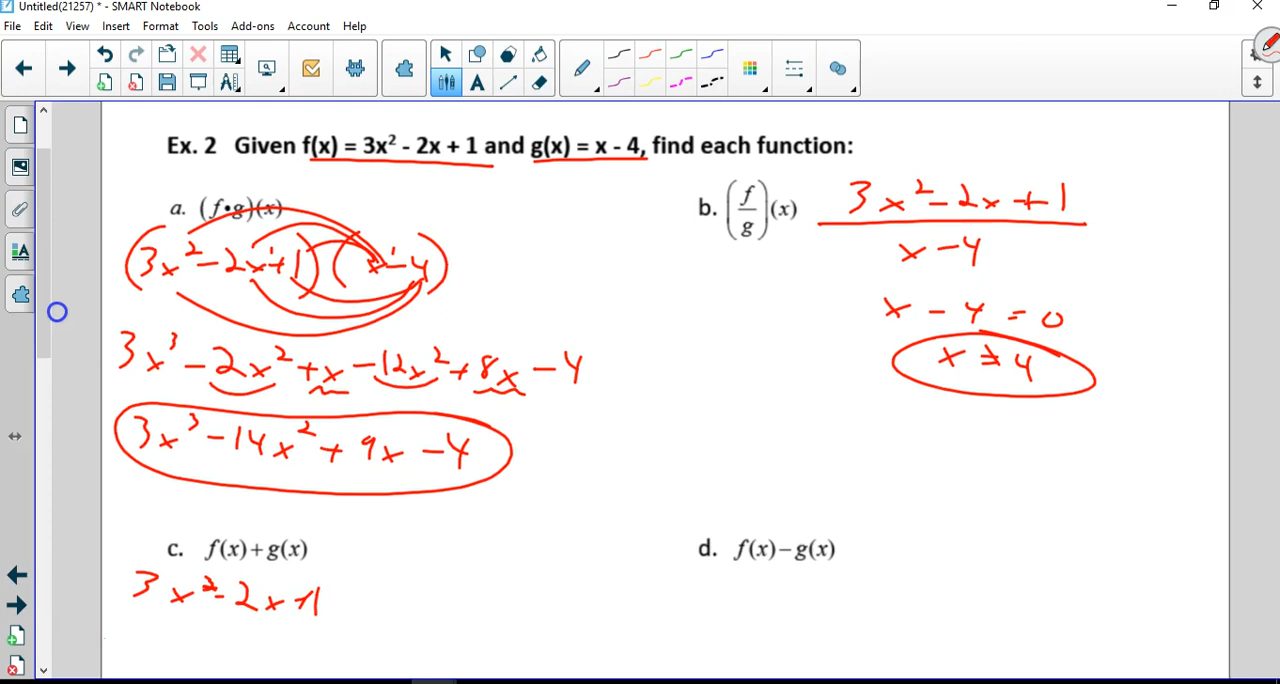 Untitled(21257) * - SMART Notebook
File Edit View Insert Format Tools Add-ons Account Help
Ex. 2 Given f(x) = 3x² - 2x + 1 and g(x) = x - 4, find each function:
a. (f•g)(x)
(3x² - 2x¹ + 1)(x¹ - 4)
3x³ - 2x² + x - 12x² + 8x - 4
3x³ - 14x² + 9x - 4
b. (f/g)(x)
3x² - 2x + 1
x - 4
x - 4 = 0
x ≠ 4
c. f(x)+g(x)
3x² - 2x + 1
d. f(x)−g(x)